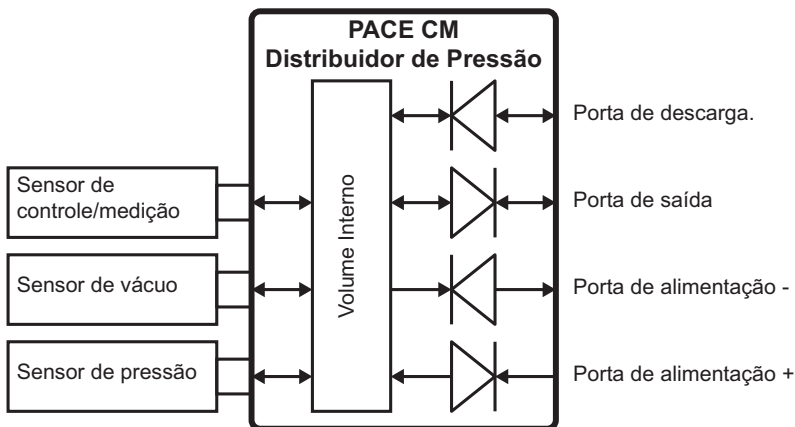 PACE CM
Distribuidor de Pressão
Porta de descarga.
Sensor de
controle/medição
Porta de saída
Volume Interno
Sensor de vácuo
Porta de alimentação -
Sensor de pressão
Porta de alimentação +